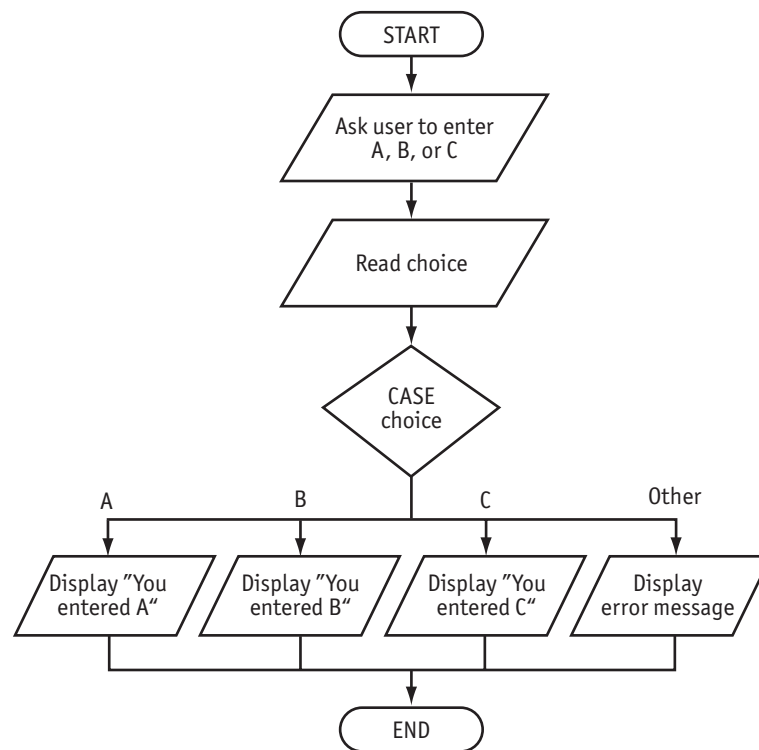 START
Ask user to enter
A, B, or C
Read choice
CASE
choice
A
B
C
Other
Display ”You
entered A“
Display ”You
entered B“
Display ”You
entered C“
Display
error message
END